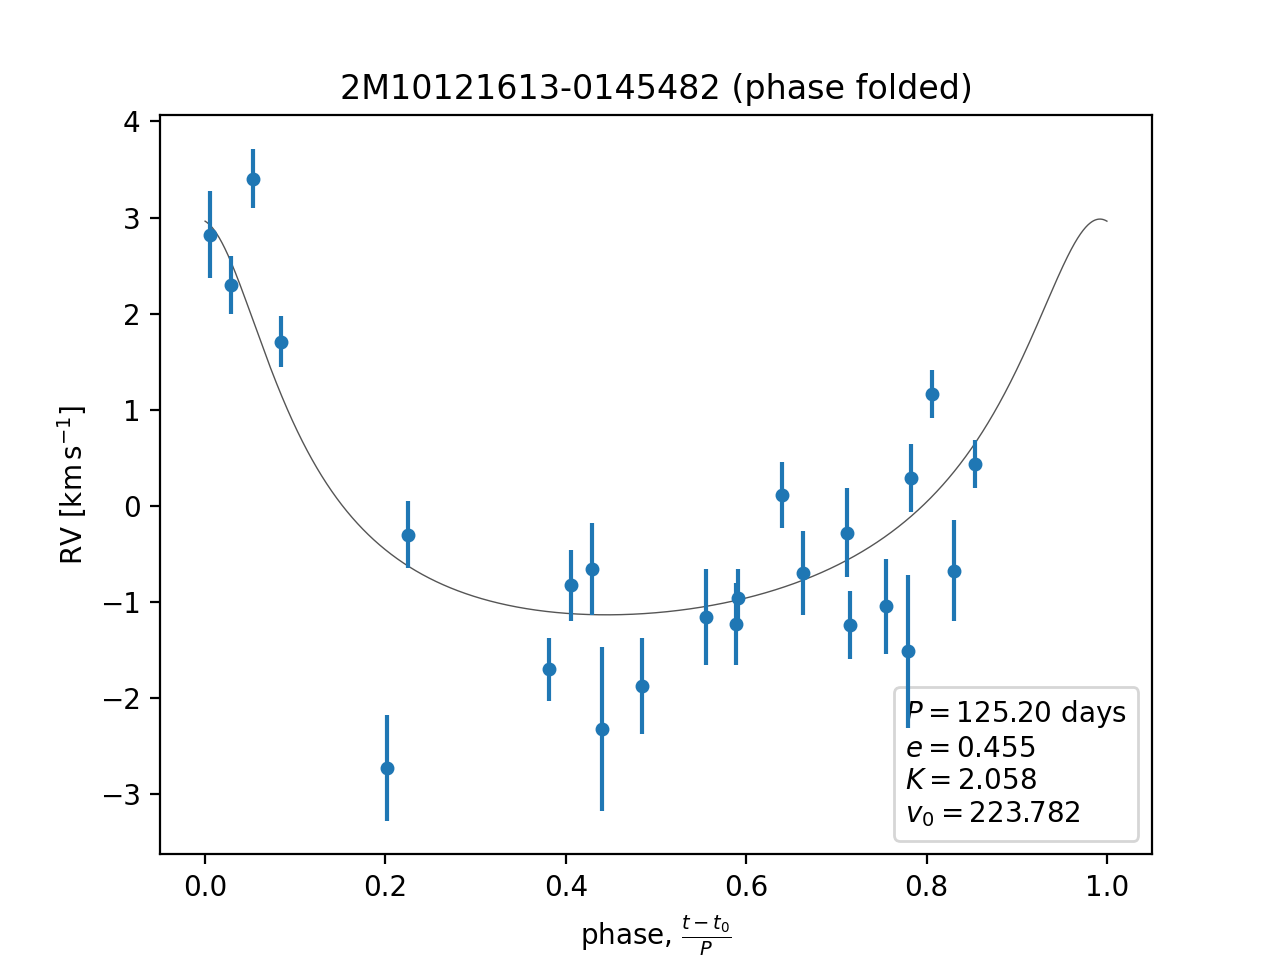 2M10121613-0145482 (phase folded)
4
3
2
1
0
−1
−2
−3
RV [km s⁻¹]
P = 125.20 days
e = 0.455
K = 2.058
v₀ = 223.782
0.0 0.2 0.4 0.6 0.8 1.0
phase, (t − t₀)/P